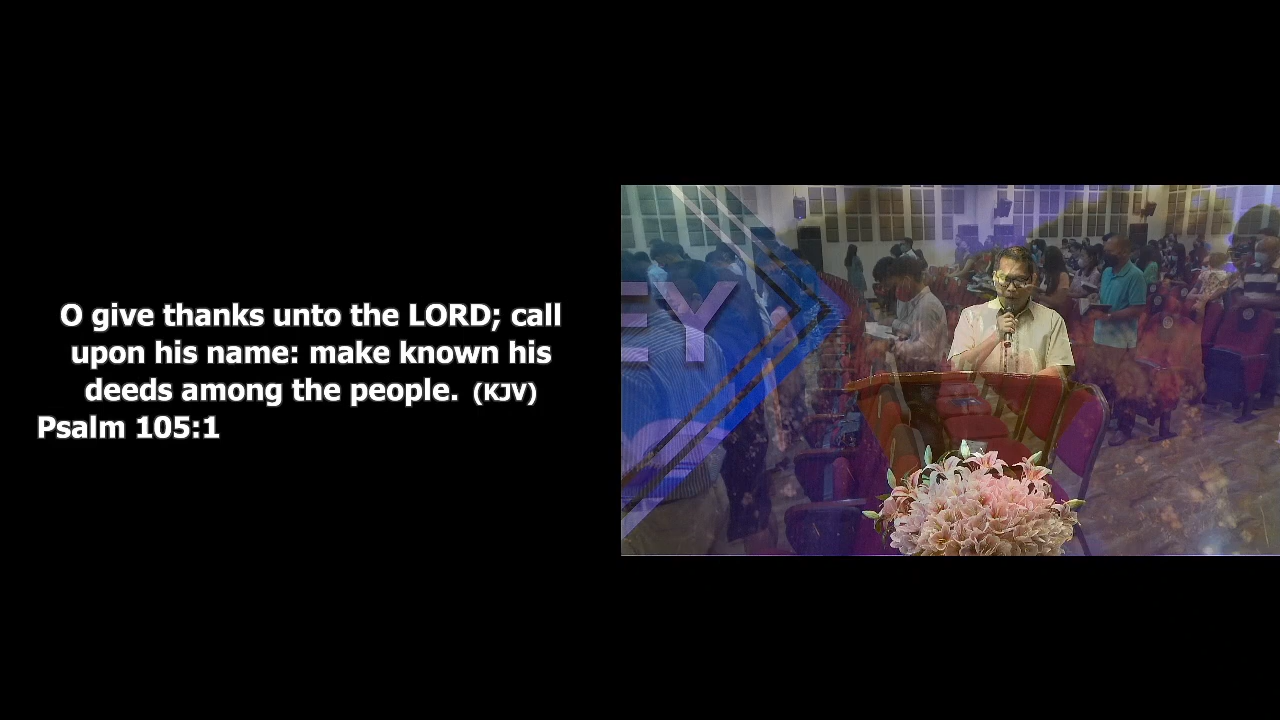 O give thanks unto the LORD; call
upon his name: make known his
deeds among the people. (KJV)
Psalm 105:1
EY